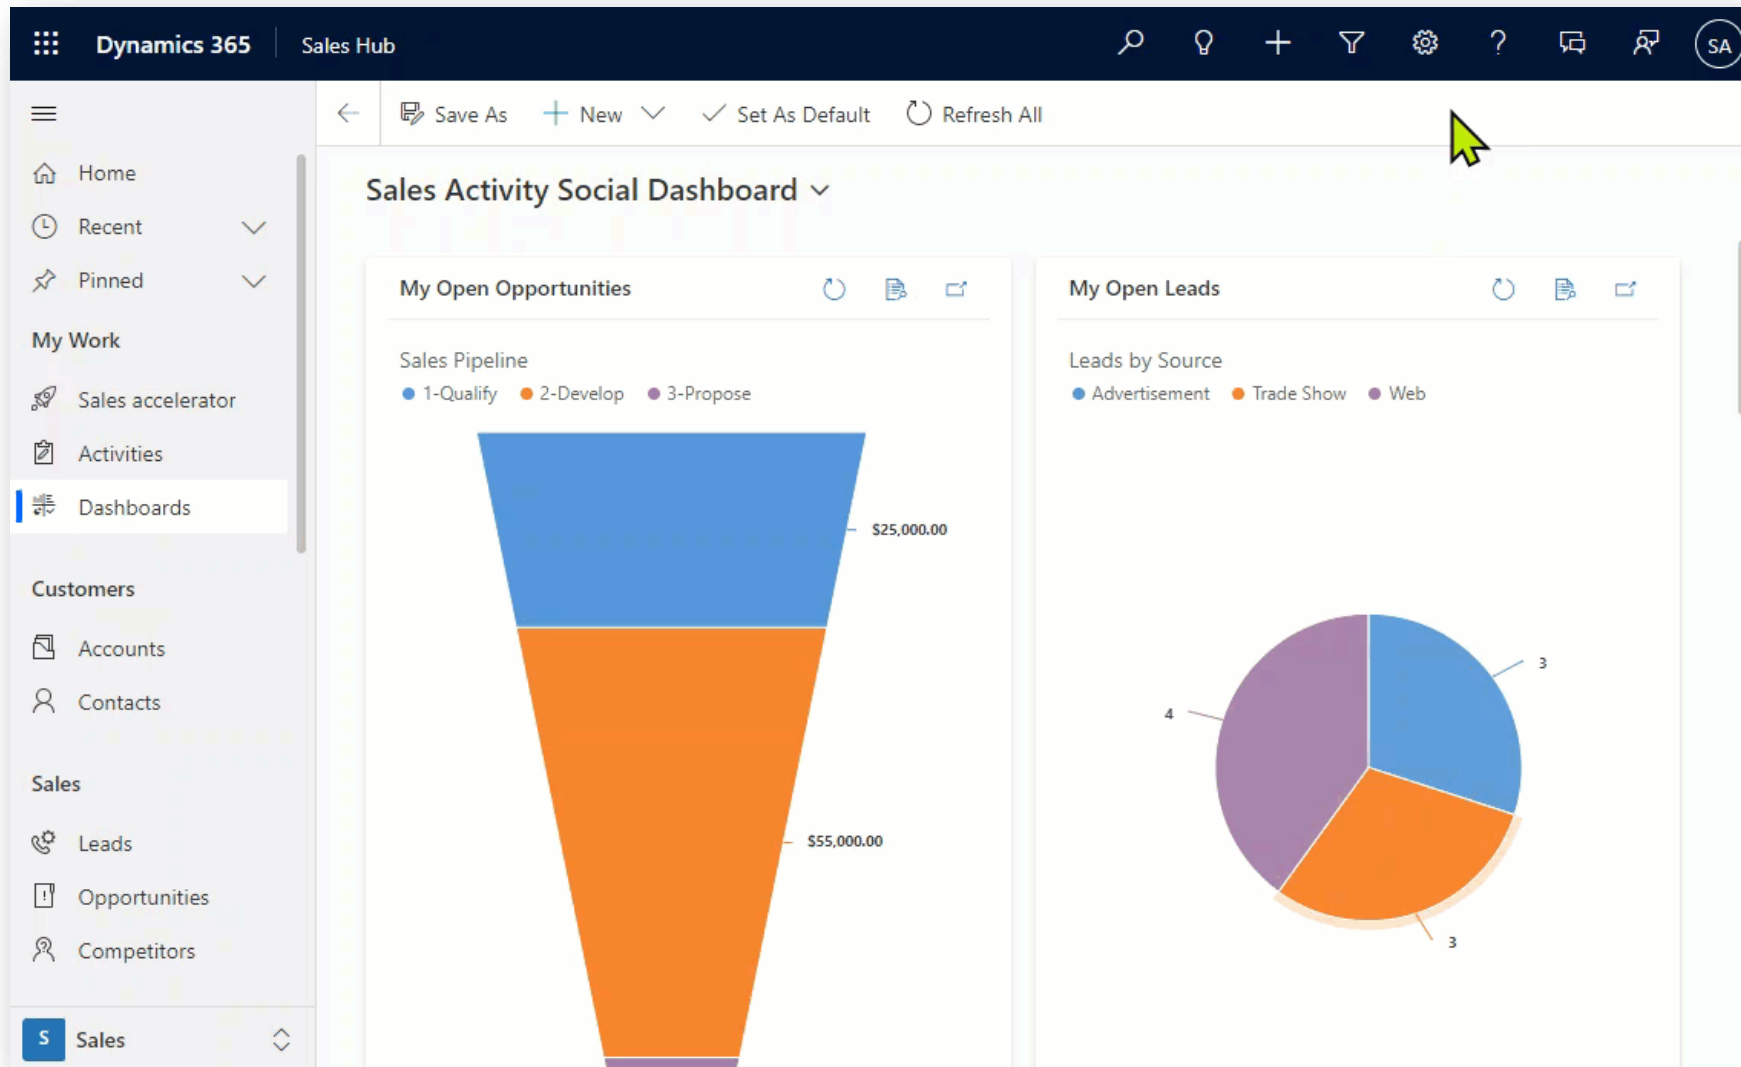 Dynamics 365
Sales Hub
SA
Save As
New
Set As Default
Refresh All
Home
Recent
Pinned
My Work
Sales accelerator
Activities
Dashboards
Customers
Accounts
Contacts
Sales
Leads
Opportunities
Competitors
S Sales
Sales Activity Social Dashboard
My Open Opportunities
Sales Pipeline
1-Qualify 2-Develop 3-Propose
$25,000.00
$55,000.00
My Open Leads
Leads by Source
Advertisement Trade Show Web
3
4
3